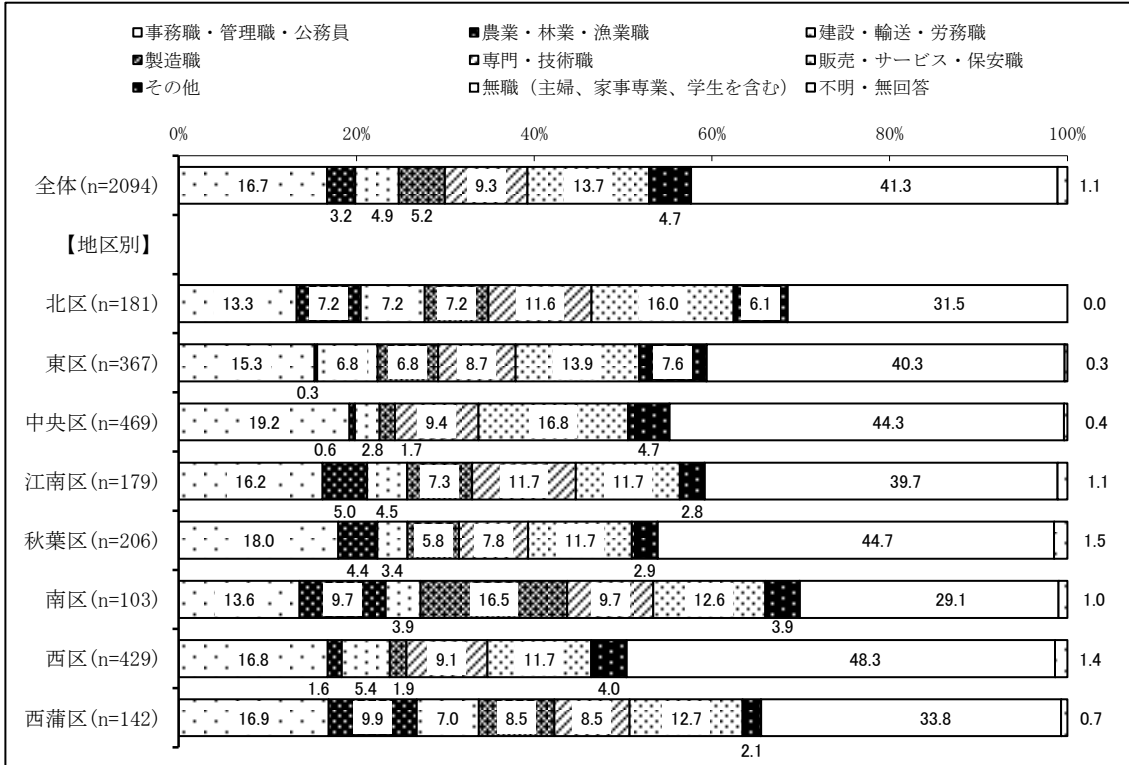 □事務職・管理職・公務員 ■農業・林業・漁業職 □建設・輸送・労務職
製造職 専門・技術職 販売・サービス・保安職
その他 □無職（主婦、家事専業、学生を含む） □不明・無回答
0% 20% 40% 60% 80% 100%
全体(n=2094) 16.7 9.3 13.7 41.3 1.1
3.2 4.9 5.2 4.7
【地区別】
北区(n=181) 13.3 7.2 7.2 7.2 11.6 16.0 6.1 31.5 0.0
東区(n=367) 15.3 6.8 6.8 8.7 13.9 7.6 40.3 0.3
0.3
中央区(n=469) 19.2 9.4 16.8 44.3 0.4
0.6 2.8 1.7 4.7
江南区(n=179) 16.2 7.3 11.7 11.7 39.7 1.1
5.0 4.5 2.8
秋葉区(n=206) 18.0 5.8 7.8 11.7 44.7 1.5
4.4 3.4 2.9
南区(n=103) 13.6 9.7 16.5 9.7 12.6 29.1 1.0
3.9 3.9
西区(n=429) 16.8 9.1 11.7 48.3 1.4
1.6 5.4 1.9 4.0
西蒲区(n=142) 16.9 9.9 7.0 8.5 8.5 12.7 33.8 0.7
2.1